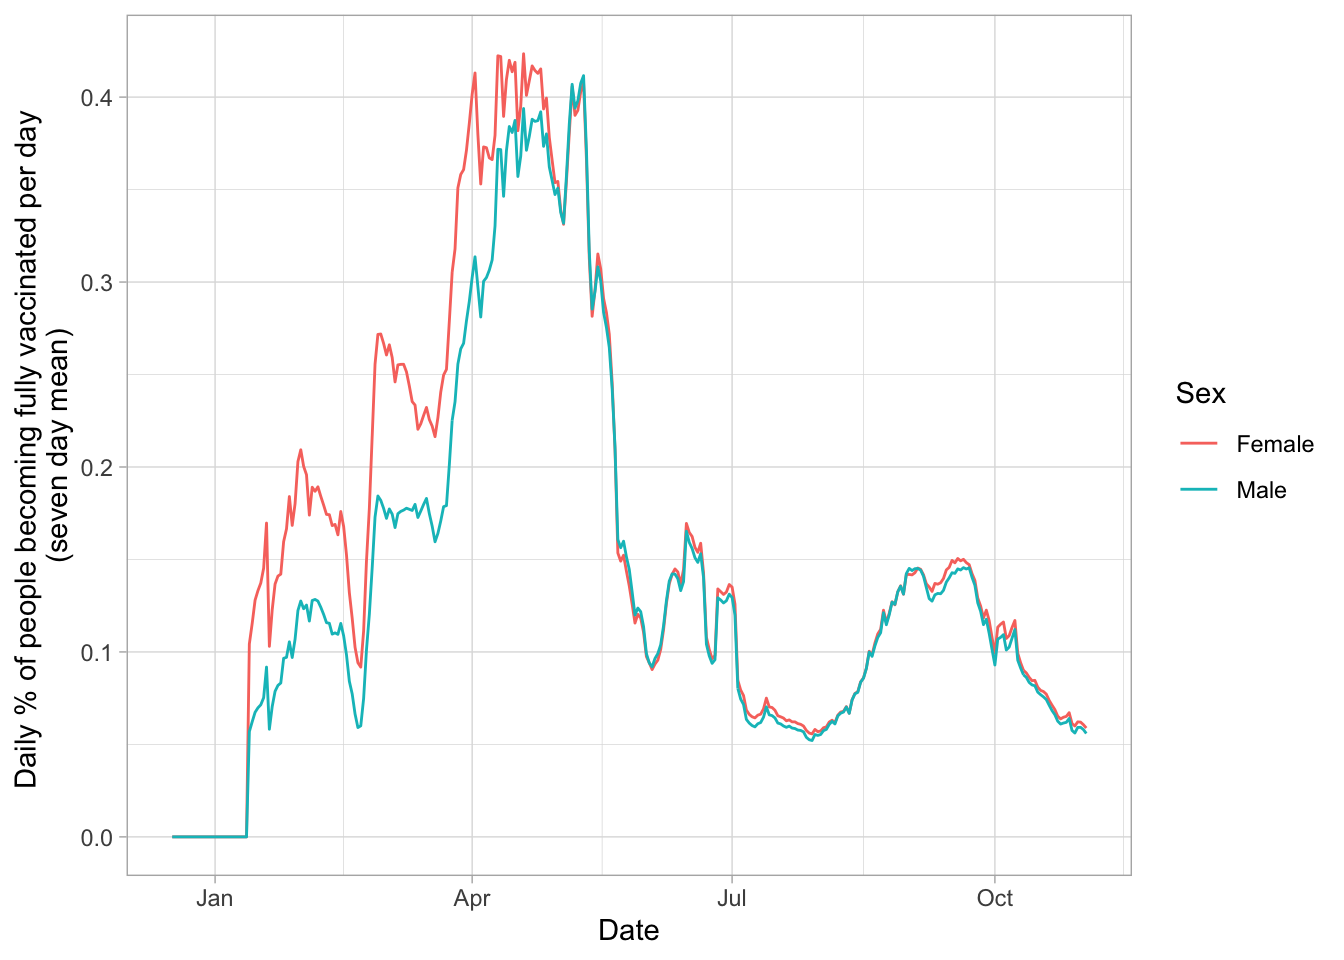 Daily % of people becoming fully vaccinated per day
(seven day mean)
0.4
0.3
0.2
0.1
0.0
Jan
Apr
Jul
Oct
Date
Sex
Female
Male